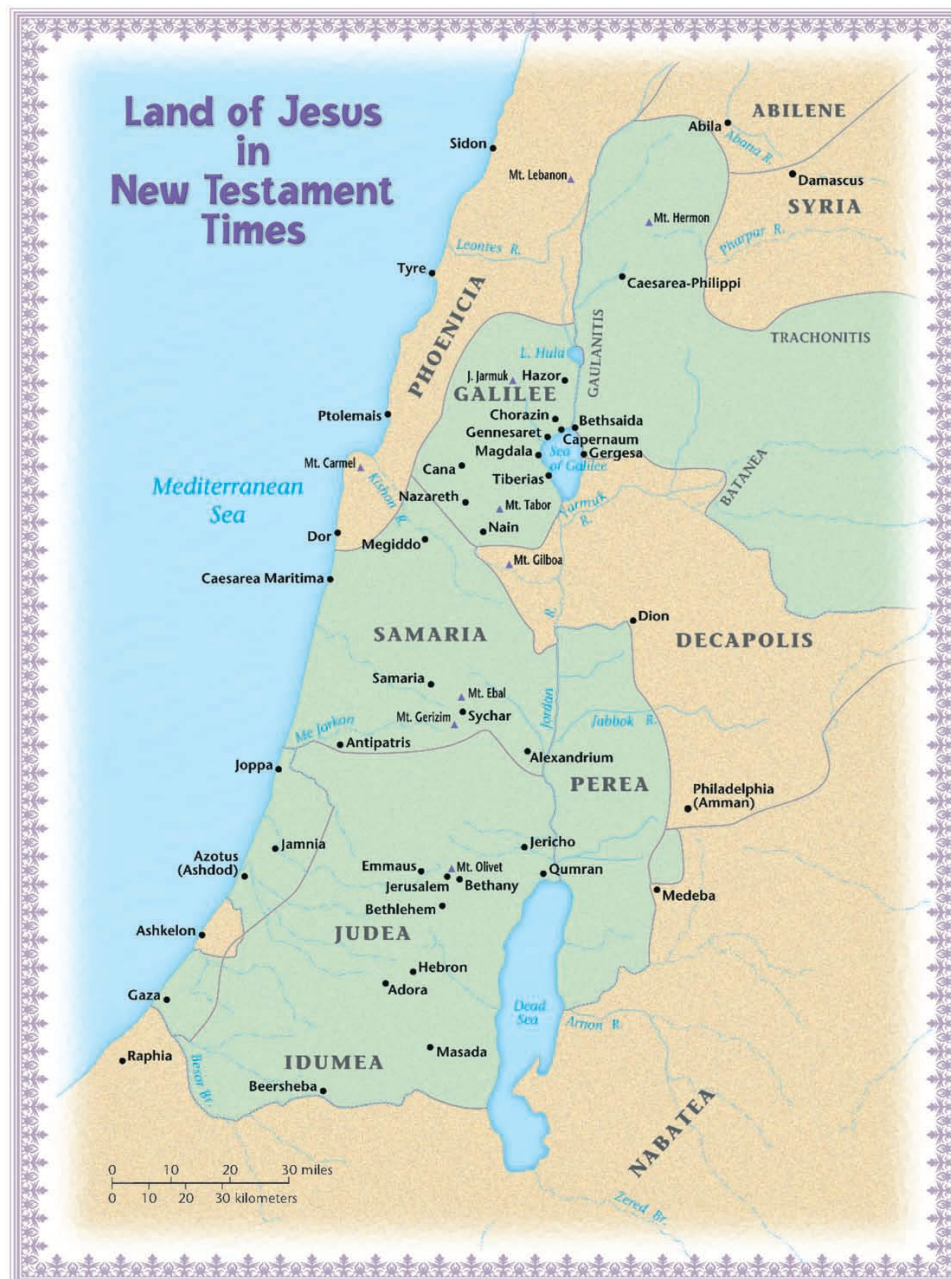 Land of Jesus
in
New Testament
Times
ABILENE
Abila
Abana R.
Sidon
Mt. Lebanon
Damascus
SYRIA
Mt. Hermon
Pharpar R.
Leontes R.
Tyre
Caesarea-Philippi
PHOENICIA
GAULANITIS
TRACHONITIS
L. Hula
J. Jarmuk
Hazor
GALILEE
Ptolemais
Chorazin
Bethsaida
Gennesaret
Capernaum
Magdala
Sea
of Galilee
Gergesa
Mt. Carmel
Cana
Tiberias
BATANEA
Mediterranean
Sea
Kishon R.
Nazareth
Mt. Tabor
Yarmuk
R.
Nain
Dor
Megiddo
Mt. Gilboa
Caesarea Maritima
R.
Dion
SAMARIA
DECAPOLIS
Samaria
Mt. Ebal
Mt. Gerizim
Sychar
Jordan
Jabbok R.
Me Jarkon
Antipatris
Joppa
Alexandrium
PEREA
Philadelphia
(Amman)
Jamnia
Jericho
Azotus
(Ashdod)
Emmaus
Mt. Olivet
Qumran
Jerusalem
Bethany
Medeba
Bethlehem
Ashkelon
JUDEA
Hebron
Adora
Gaza
Dead
Sea
Arnon R.
Raphia
Masada
IDUMEA
Besor Br.
Beersheba
NABATEA
0 10 20 30 miles
0 10 20 30 kilometers
Zered Br.